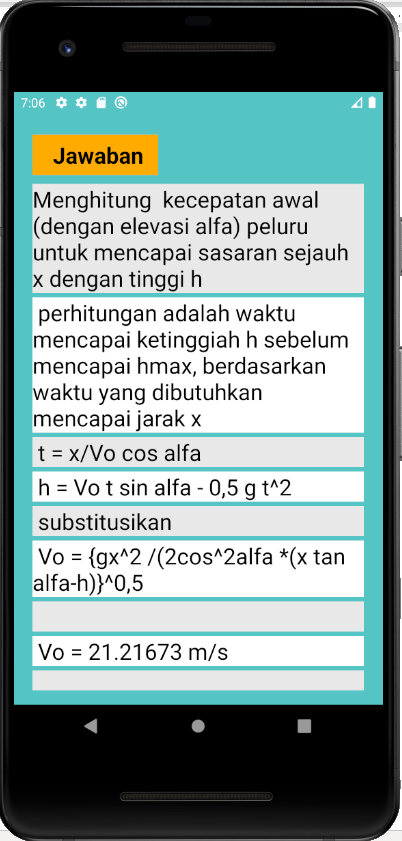 7:06
Jawaban
Menghitung  kecepatan awal
(dengan elevasi alfa) peluru
untuk mencapai sasaran sejauh
x dengan tinggi h
perhitungan adalah waktu
mencapai ketinggiah h sebelum
mencapai hmax, berdasarkan
waktu yang dibutuhkan
mencapai jarak x
t = x/Vo cos alfa
h = Vo t sin alfa - 0,5 g t^2
substitusikan
Vo = {gx^2 /(2cos^2alfa *(x tan
alfa-h)}^0,5
Vo = 21.21673 m/s